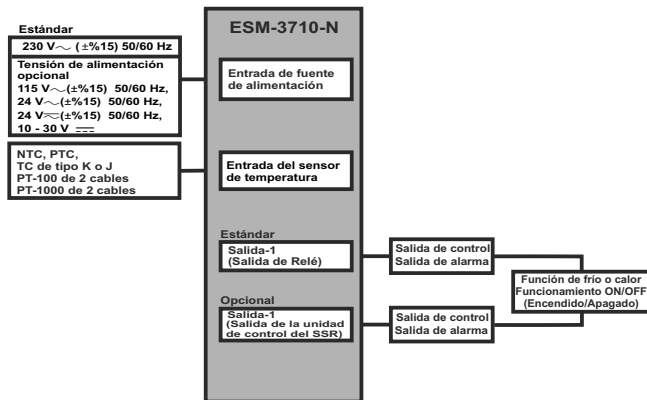 ESM-3710-N
Estándar
230 V~ (±%15) 50/60 Hz
Tensión de alimentación
opcional
115 V~(±%15) 50/60 Hz,
24 V~(±%15) 50/60 Hz,
24 V≂(±%15) 50/60 Hz,
10 - 30 V ⎓
Entrada de fuente
de alimentación
NTC, PTC,
TC de tipo K o J
PT-100 de 2 cables
PT-1000 de 2 cables
Entrada del sensor
de temperatura
Estándar
Salida-1
(Salida de Relé)
Salida de control
Salida de alarma
Opcional
Salida-1
(Salida de la unidad
de control del SSR)
Salida de control
Salida de alarma
Función de frío o calor
Funcionamiento ON/OFF
(Encendido/Apagado)